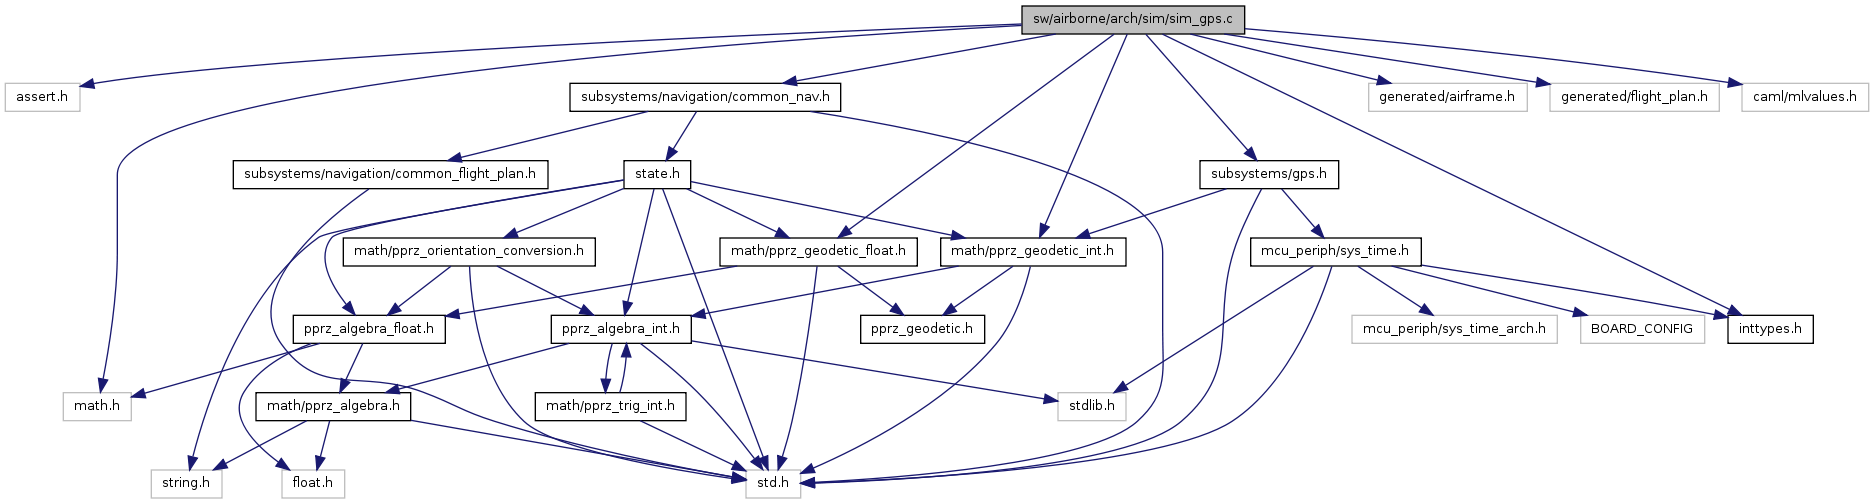 sw/airborne/arch/sim/sim_gps.c
assert.h
subsystems/navigation/common_nav.h
generated/airframe.h
generated/flight_plan.h
caml/mlvalues.h
subsystems/navigation/common_flight_plan.h
state.h
subsystems/gps.h
math/pprz_orientation_conversion.h
math/pprz_geodetic_float.h
math/pprz_geodetic_int.h
mcu_periph/sys_time.h
pprz_algebra_float.h
pprz_algebra_int.h
pprz_geodetic.h
mcu_periph/sys_time_arch.h
BOARD_CONFIG
inttypes.h
math.h
math/pprz_algebra.h
math/pprz_trig_int.h
stdlib.h
string.h
float.h
std.h